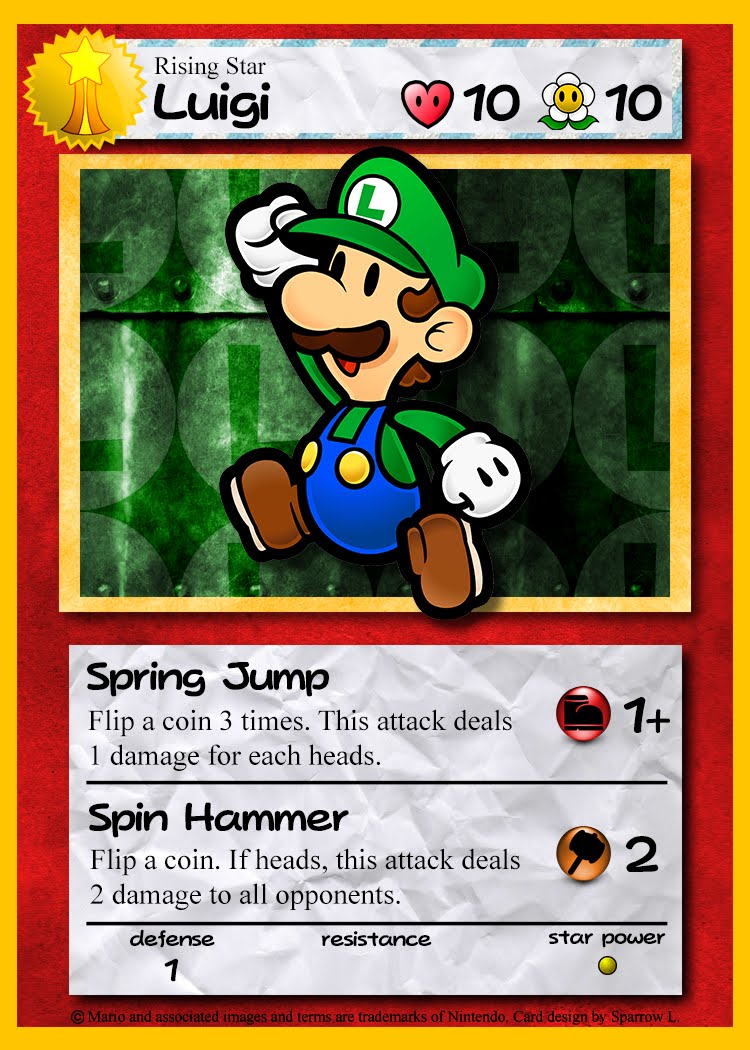 Rising Star
Luigi 10 10
L
Spring Jump
Flip a coin 3 times. This attack deals 1+
1 damage for each heads.
Spin Hammer
Flip a coin. If heads, this attack deals 2
2 damage to all opponents.
defense resistance star power
1
© Mario and associated images and terms are trademarks of Nintendo. Card design by Sparrow L.